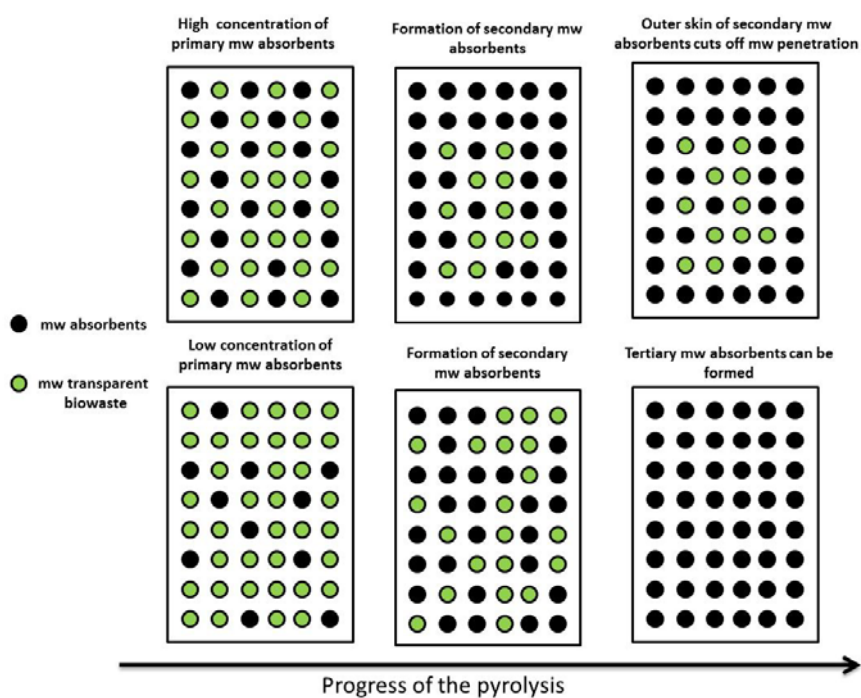 High concentration of
primary mw absorbents
Formation of secondary mw
absorbents
Outer skin of secondary mw
absorbents cuts off mw penetration
mw absorbents
mw transparent
biowaste
Low concentration of
primary mw absorbents
Formation of secondary
mw absorbents
Tertiary mw absorbents can be
formed
Progress of the pyrolysis